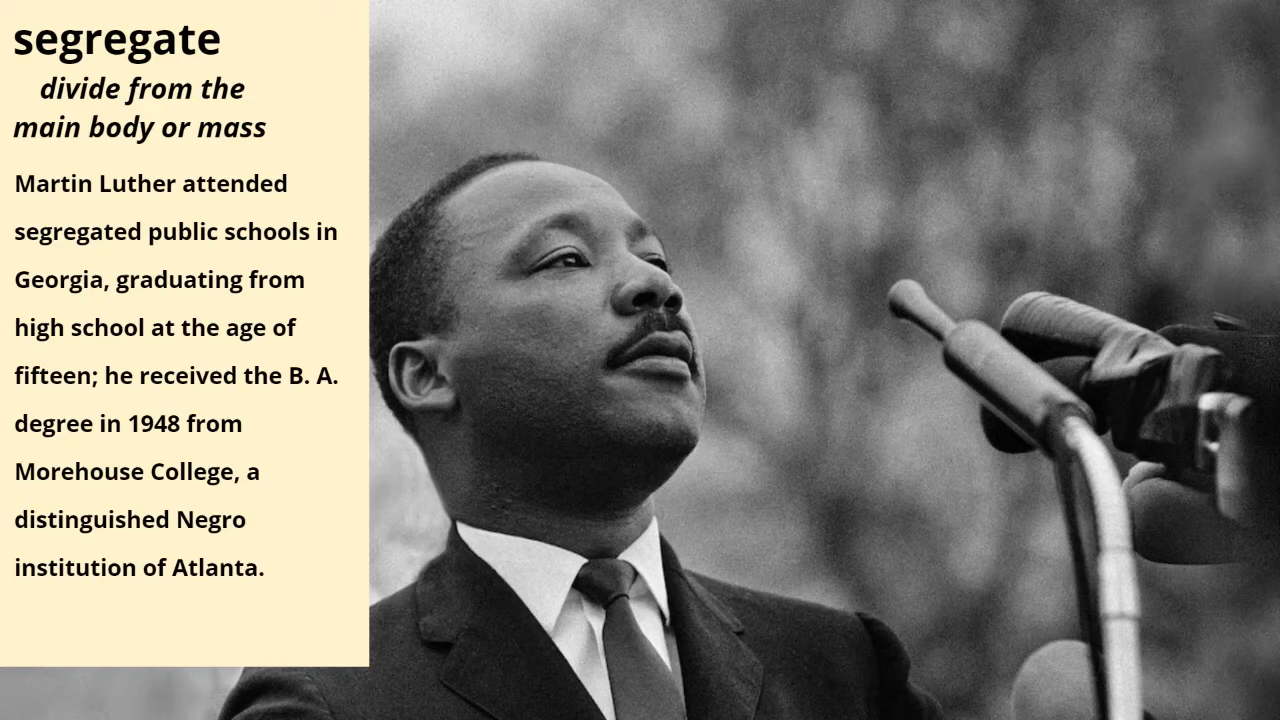 segregate
divide from the
main body or mass
Martin Luther attended
segregated public schools in
Georgia, graduating from
high school at the age of
fifteen; he received the B. A.
degree in 1948 from
Morehouse College, a
distinguished Negro
institution of Atlanta.